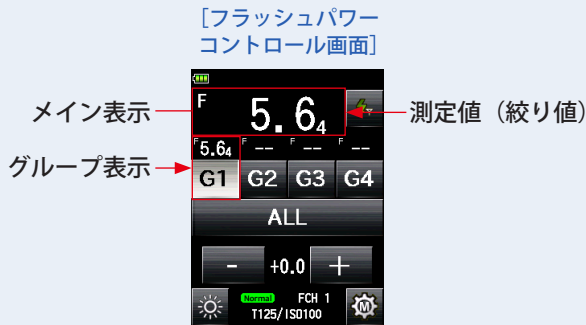 [フラッシュパワー
コントロール画面]
メイン表示
F 5.6₄
測定値（絞り値）
F5.6₄ F-- F-- F--
グループ表示
G1 G2 G3 G4
ALL
- +0.0 +
Normal FCH 1
T125/ISO100
M